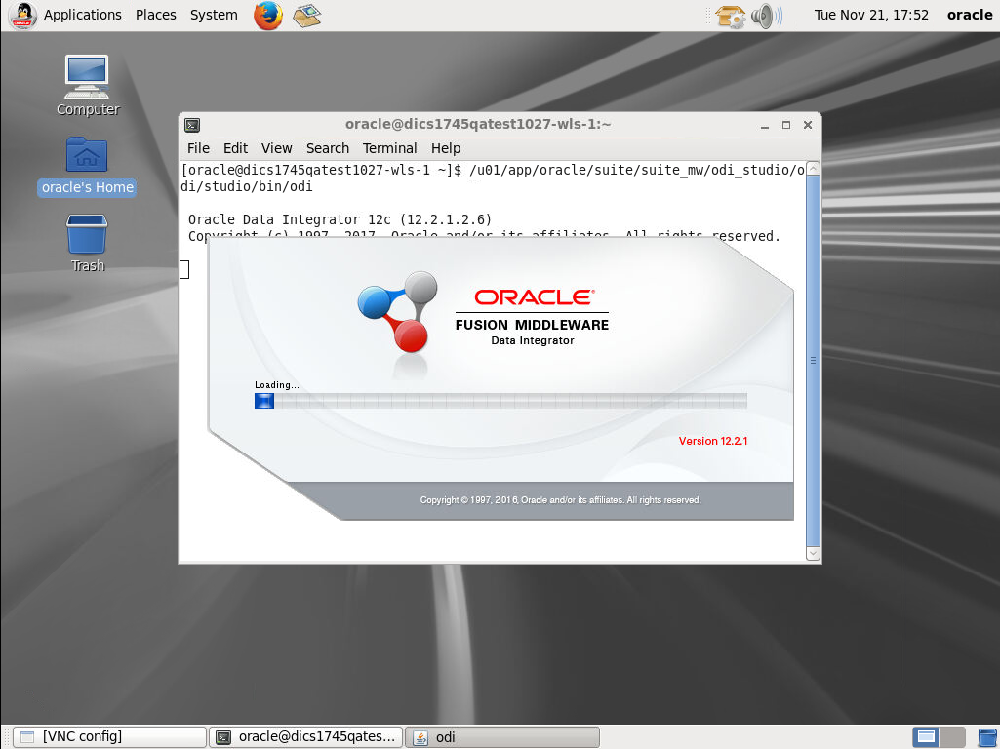 Applications Places System
Tue Nov 21, 17:52 oracle
Computer
oracle's Home
Trash
oracle@dics1745qatest1027-wls-1:~
File Edit View Search Terminal Help
[oracle@dics1745qatest1027-wls-1 ~]$ /u01/app/oracle/suite/suite_mw/odi_studio/o
di/studio/bin/odi
Oracle Data Integrator 12c (12.2.1.2.6)
Copyright (c) 1997, 2017, Oracle and/or its affiliates. All rights reserved.
ORACLE
FUSION MIDDLEWARE
Data Integrator
Loading...
Version 12.2.1
Copyright © 1997, 2016, Oracle and/or its affiliates. All rights reserved.
[VNC config]
oracle@dics1745qates...
odi